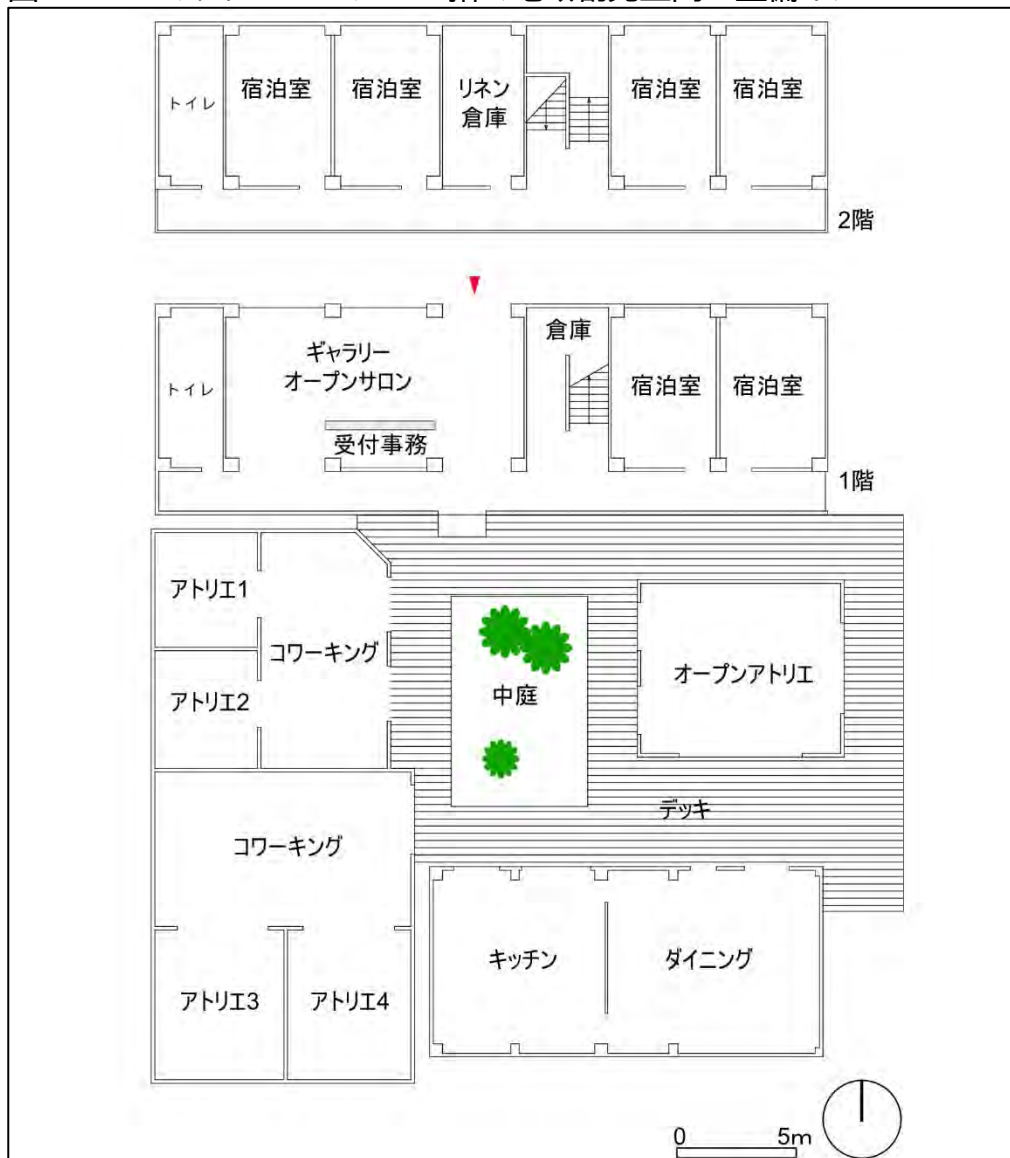 トイレ
宿泊室
宿泊室
リネン
倉庫
宿泊室
宿泊室
2階
トイレ
ギャラリー
オープンサロン
受付事務
倉庫
宿泊室
宿泊室
1階
アトリエ1
コワーキング
アトリエ2
中庭
オープンアトリエ
デッキ
コワーキング
アトリエ3
アトリエ4
キッチン
ダイニング
0 5m